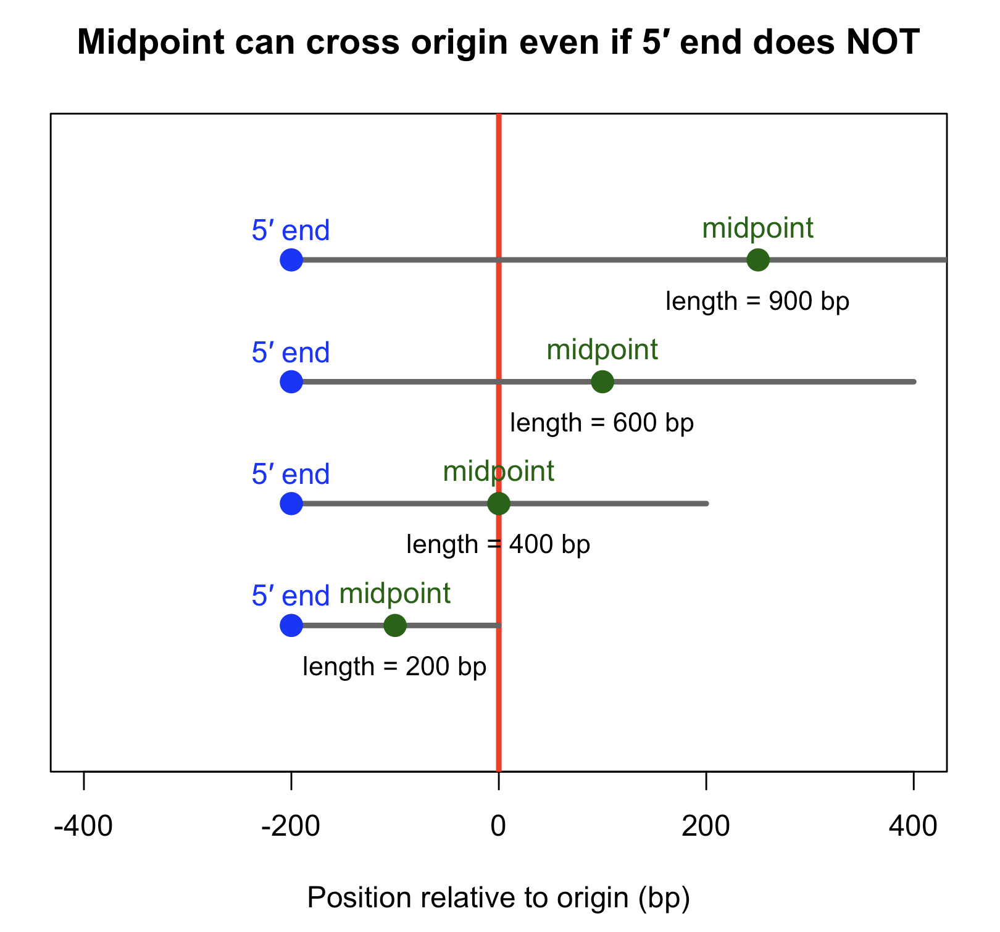 Midpoint can cross origin even if 5′ end does NOT
5′ end
midpoint
length = 900 bp
5′ end
midpoint
length = 600 bp
5′ end
midpoint
length = 400 bp
5′ end
midpoint
length = 200 bp
-400
-200
0
200
400
Position relative to origin (bp)